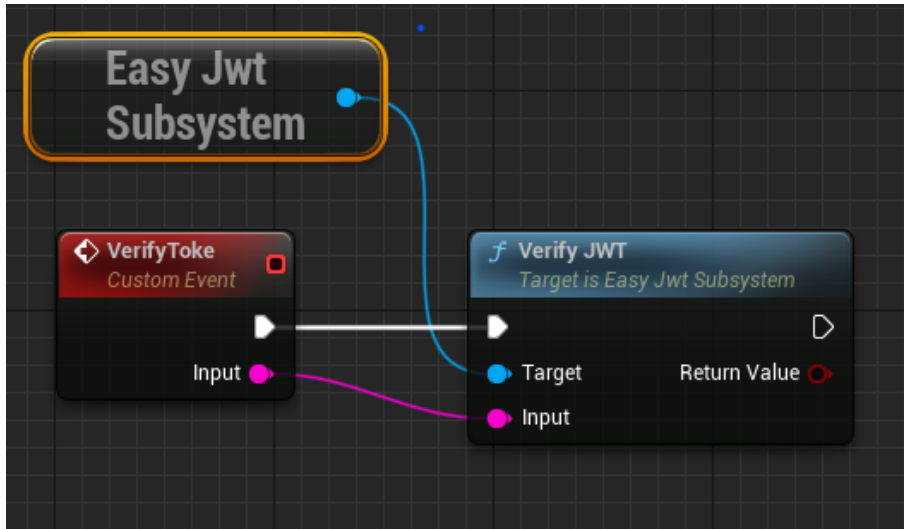 Easy Jwt
Subsystem
VerifyToke
Custom Event
Input
f Verify JWT
Target is Easy Jwt Subsystem
Target
Return Value
Input